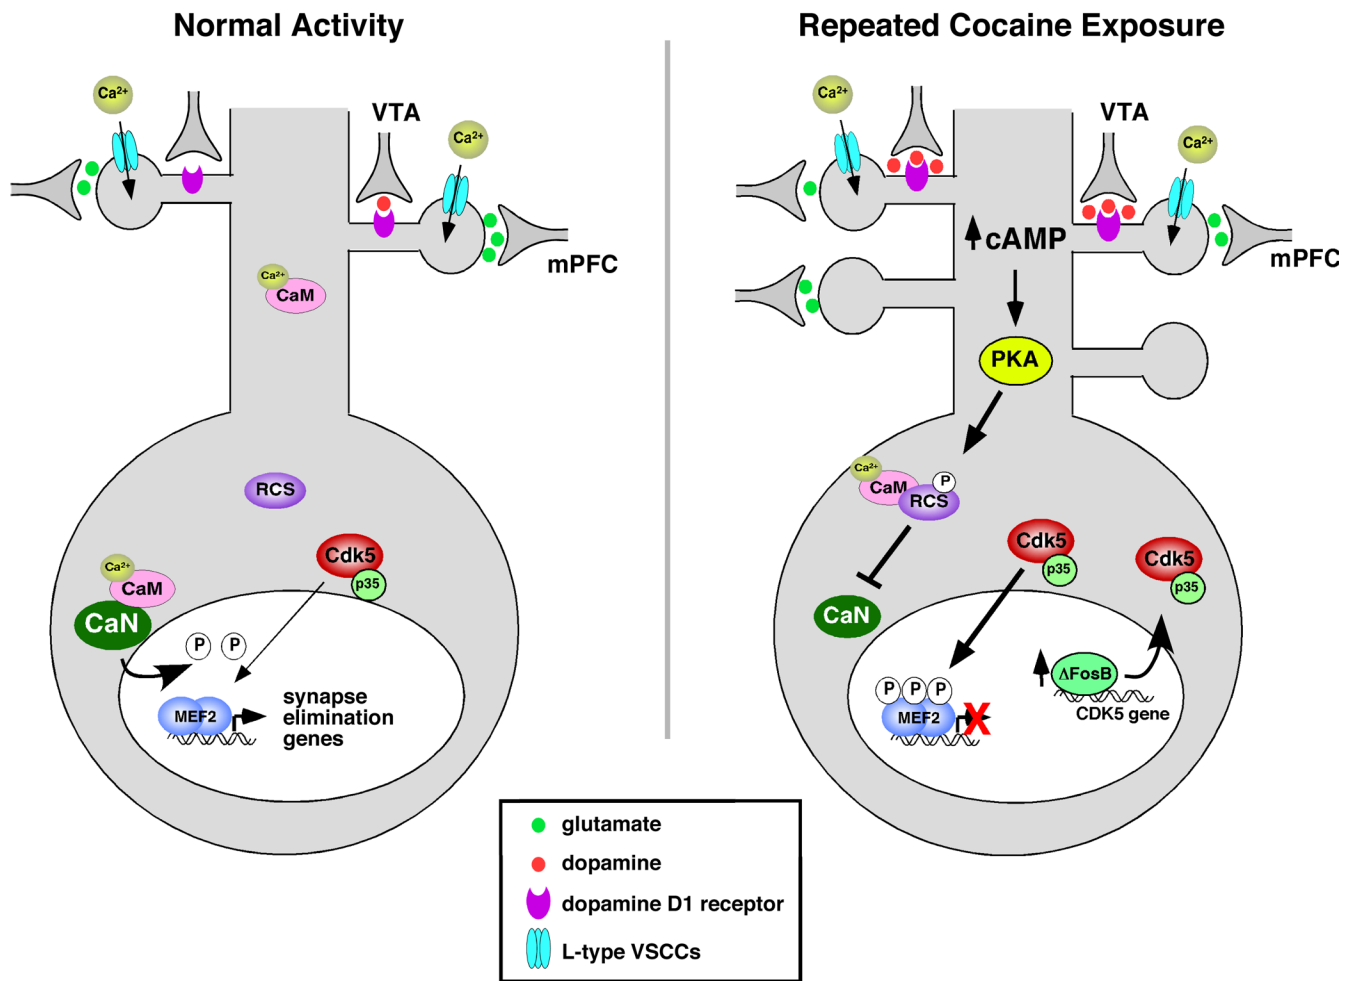 Normal Activity
Ca²⁺
VTA
Ca²⁺
mPFC
Ca²⁺
CaM
RCS
Cdk5
p35
Ca²⁺
CaM
CaN
P P
MEF2
synapse
elimination
genes
Repeated Cocaine Exposure
Ca²⁺
VTA
Ca²⁺
cAMP
mPFC
PKA
Ca²⁺
CaM
P
RCS
Cdk5
p35
Cdk5
p35
CaN
P P P
MEF2
X
ΔFosB
CDK5 gene
glutamate
dopamine
dopamine D1 receptor
L-type VSCCs